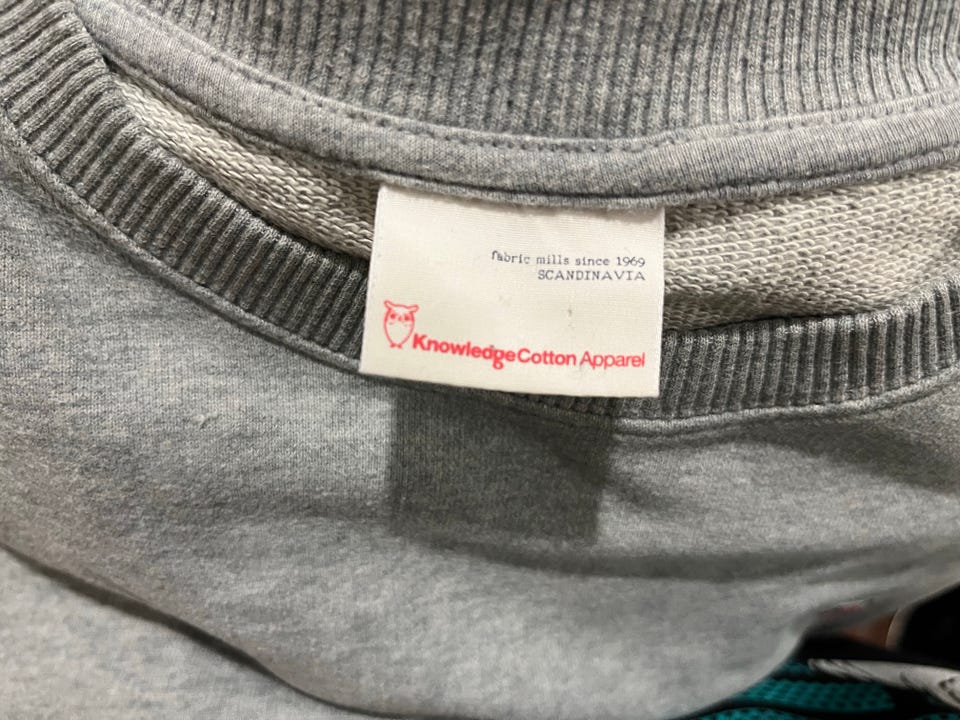 fabric mills since 1969
SCANDINAVIA
KnowledgeCotton Apparel